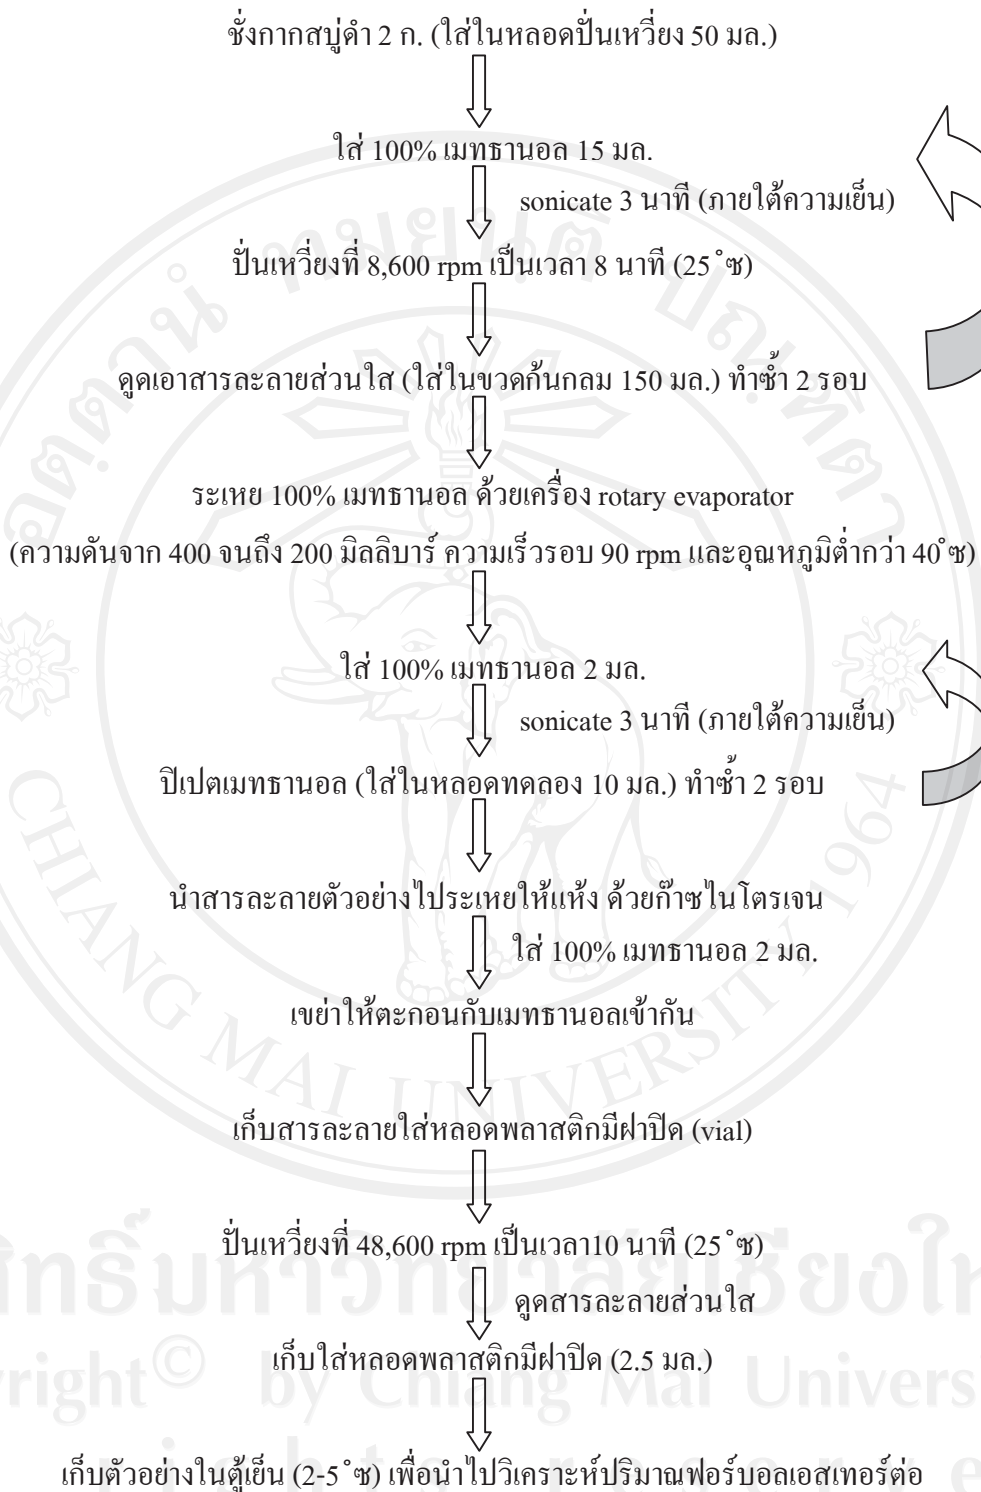 ชั่งกากสบู่ดำ 2 ก. (ใส่ในหลอดปั่นเหวี่ยง 50 มล.)
ใส่ 100% เมทธานอล 15 มล.
sonicate 3 นาที (ภายใต้ความเย็น)
ปั่นเหวี่ยงที่ 8,600 rpm เป็นเวลา 8 นาที (25 ํซ)
ดูดเอาสารละลายส่วนใส (ใส่ในขวดก้นกลม 150 มล.) ทำซ้ำ 2 รอบ
ระเหย 100% เมทธานอล ด้วยเครื่อง rotary evaporator
(ความดันจาก 400 จนถึง 200 มิลลิบาร์ ความเร็วรอบ 90 rpm และอุณหภูมิต่ำกว่า 40 ํซ)
ใส่ 100% เมทธานอล 2 มล.
sonicate 3 นาที (ภายใต้ความเย็น)
ปิเปตเมทธานอล (ใส่ในหลอดทดลอง 10 มล.) ทำซ้ำ 2 รอบ
นำสารละลายตัวอย่างไประเหยให้แห้ง ด้วยก๊าซไนโตรเจน
ใส่ 100% เมทธานอล 2 มล.
เขย่าให้ตะกอนกับเมทธานอลเข้ากัน
เก็บสารละลายใส่หลอดพลาสติกมีฝาปิด (vial)
ปั่นเหวี่ยงที่ 48,600 rpm เป็นเวลา10 นาที (25 ํซ)
ดูดสารละลายส่วนใส
เก็บใส่หลอดพลาสติกมีฝาปิด (2.5 มล.)
เก็บตัวอย่างในตู้เย็น (2-5 ํซ) เพื่อนำไปวิเคราะห์ปริมาณฟอร์บอลเอสเทอร์ต่อ
CHIANG MAI UNIVERSITY 1964
by Chiang Mai Univers